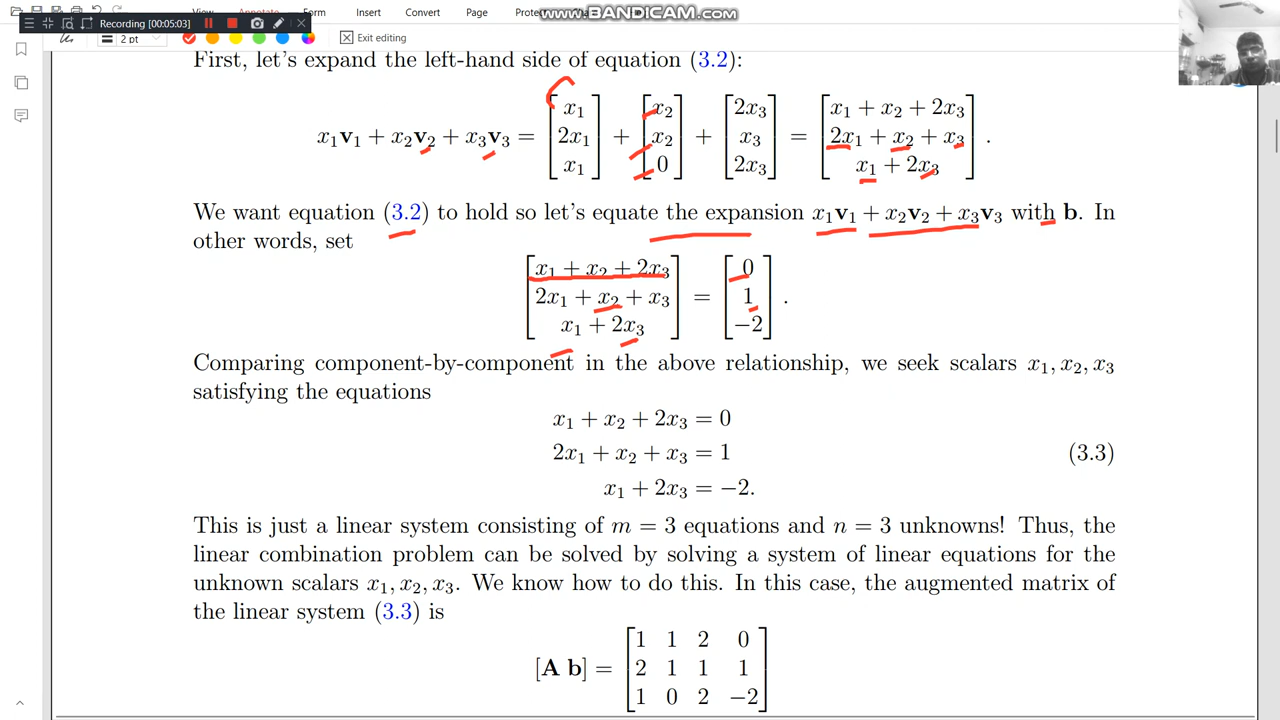 View Annotate Form Insert Convert Page
www.BANDICAM.com
Recording [00:05:03]
2 pt Exit editing
First, let's expand the left-hand side of equation (3.2):
x₁v₁ + x₂v₂ + x₃v₃ = [x₁ 2x₁ x₁] + [x₂ x₂ 0] + [2x₃ x₃ 2x₃] = [x₁ + x₂ + 2x₃ 2x₁ + x₂ + x₃ x₁ + 2x₃].
We want equation (3.2) to hold so let's equate the expansion x₁v₁ + x₂v₂ + x₃v₃ with b. In
other words, set
[x₁ + x₂ + 2x₃ 2x₁ + x₂ + x₃ x₁ + 2x₃] = [0 1 −2].
Comparing component-by-component in the above relationship, we seek scalars x₁, x₂, x₃
satisfying the equations
x₁ + x₂ + 2x₃ = 0
2x₁ + x₂ + x₃ = 1 (3.3)
x₁ + 2x₃ = −2.
This is just a linear system consisting of m = 3 equations and n = 3 unknowns! Thus, the
linear combination problem can be solved by solving a system of linear equations for the
unknown scalars x₁, x₂, x₃. We know how to do this. In this case, the augmented matrix of
the linear system (3.3) is
[A b] = [1 1 2 0
2 1 1 1
1 0 2 −2]